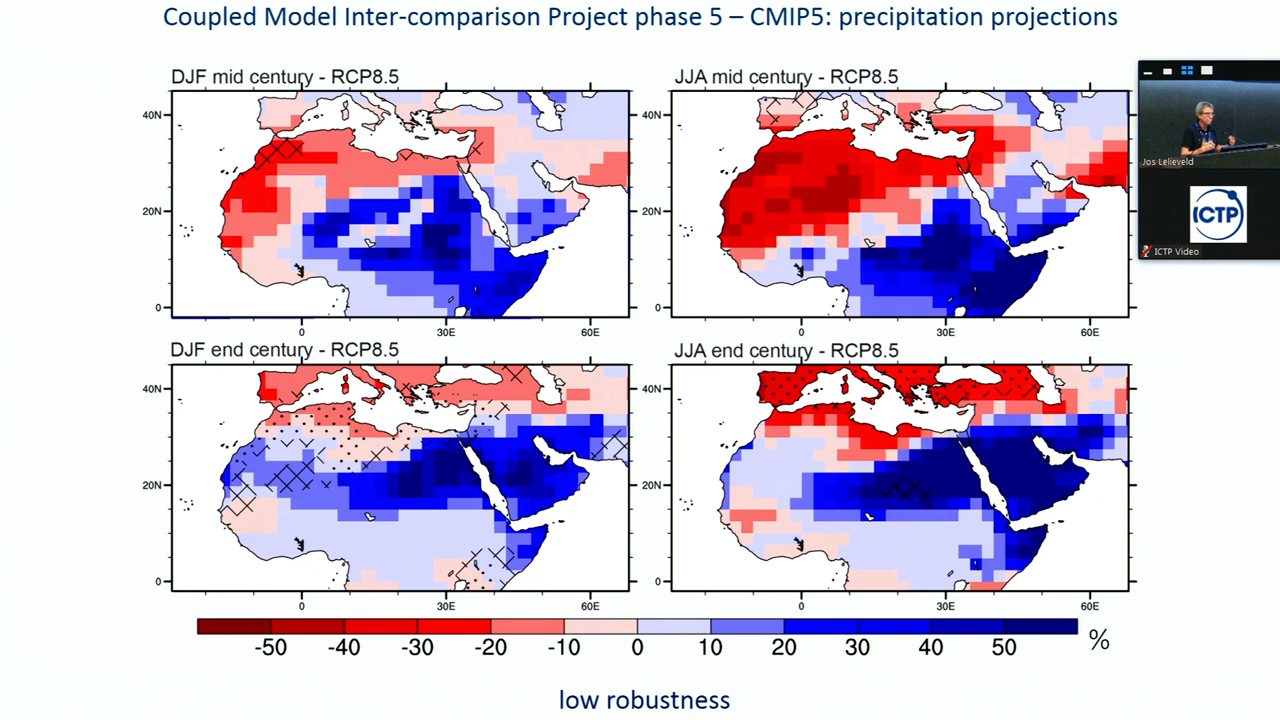 Coupled Model Inter-comparison Project phase 5 – CMIP5: precipitation projections
DJF mid century - RCP8.5
JJA mid century - RCP8.5
40N
20N
0
0 30E 60E
40N
20N
0
0 30E 60E
Jos Lelieveld
ICTP
ICTP Video
DJF end century - RCP8.5
JJA end century - RCP8.5
40N
20N
0
0 30E 60E
40N
20N
0
0 30E 60E
-50 -40 -30 -20 -10 0 10 20 30 40 50 %
low robustness